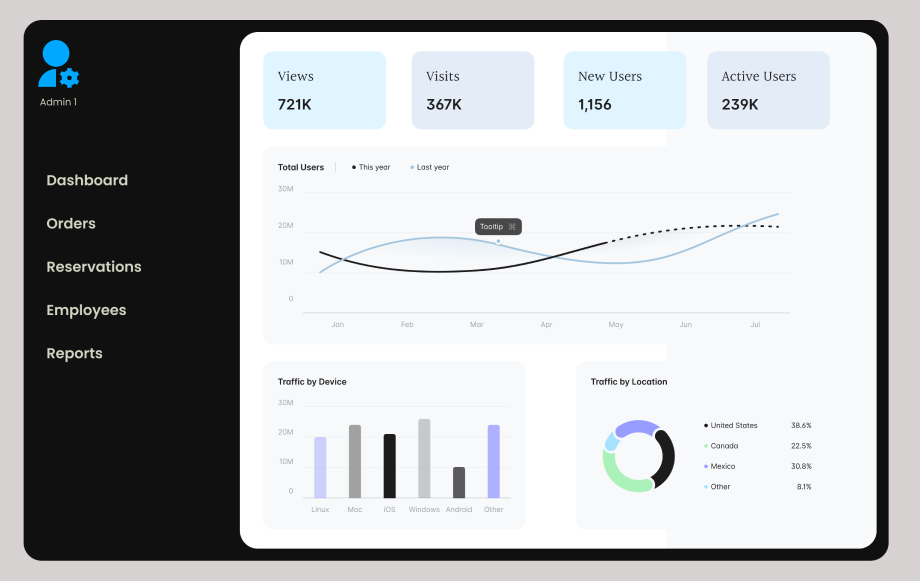 Admin 1
Dashboard
Orders
Reservations
Employees
Reports
Views
721K
Visits
367K
New Users
1,156
Active Users
239K
Total Users
This year
Last year
30M
20M
10M
0
Tooltip ⌘
Jan Feb Mar Apr May Jun Jul
Traffic by Device
30M
20M
10M
0
Linux Mac iOS Windows Android Other
Traffic by Location
United States 38.6%
Canada 22.5%
Mexico 30.8%
Other 8.1%